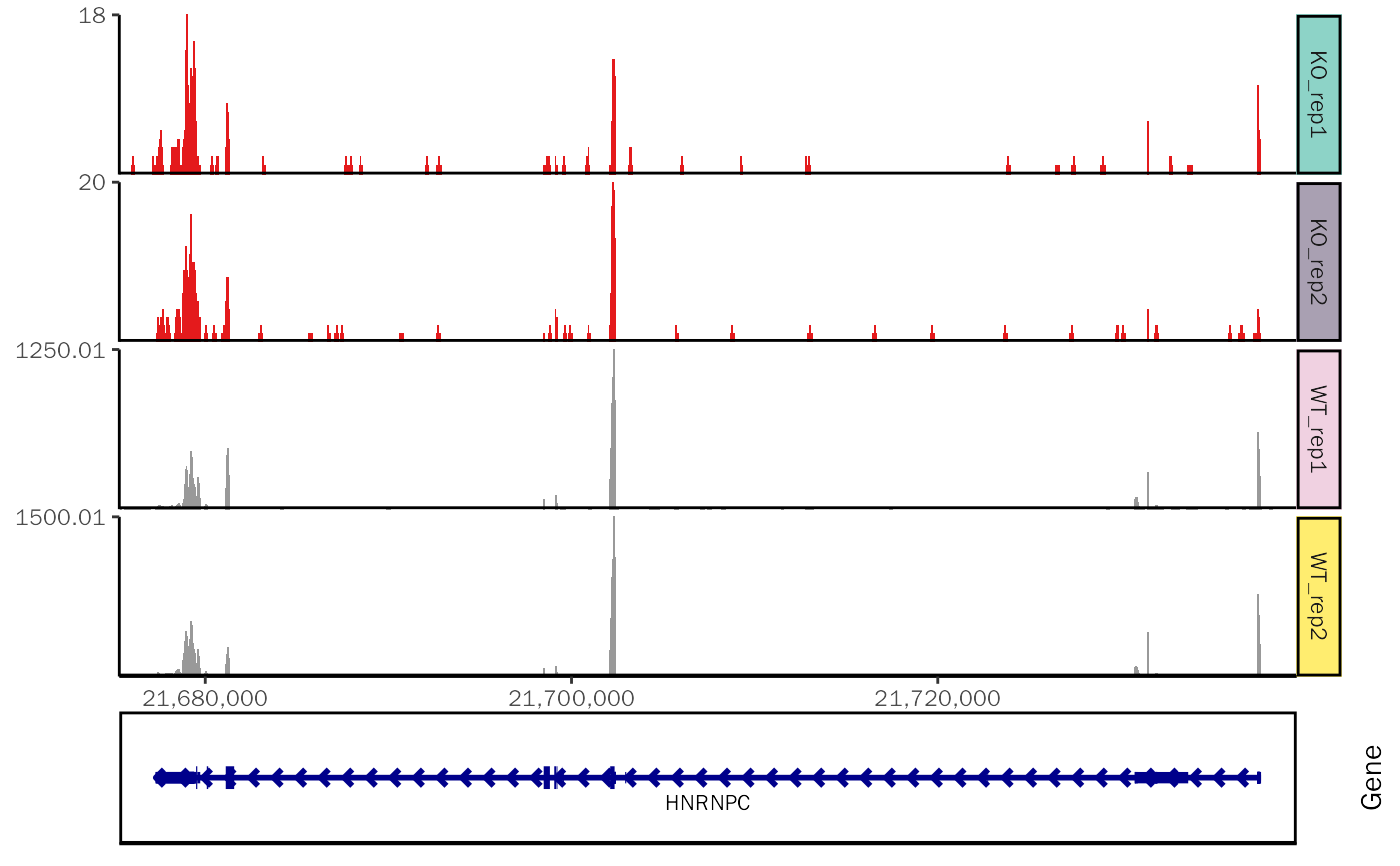 18
KO_rep1
20
KO_rep2
1250.01
WT_rep1
1500.01
WT_rep2
21,680,000
21,700,000
21,720,000
HNRNPC
Gene